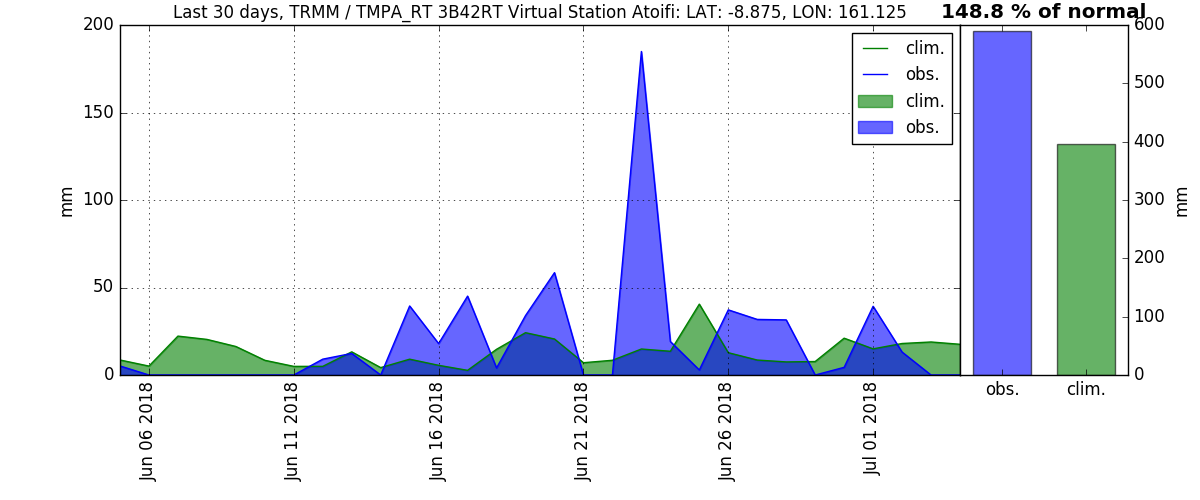 Last 30 days, TRMM / TMPA_RT 3B42RT Virtual Station Atoifi: LAT: -8.875, LON: 161.125
148.8 % of normal
200
150
100
50
0
mm
clim.
obs.
clim.
obs.
Jun 06 2018
Jun 11 2018
Jun 16 2018
Jun 21 2018
Jun 26 2018
Jul 01 2018
600
500
400
300
200
100
0
mm
obs.
clim.